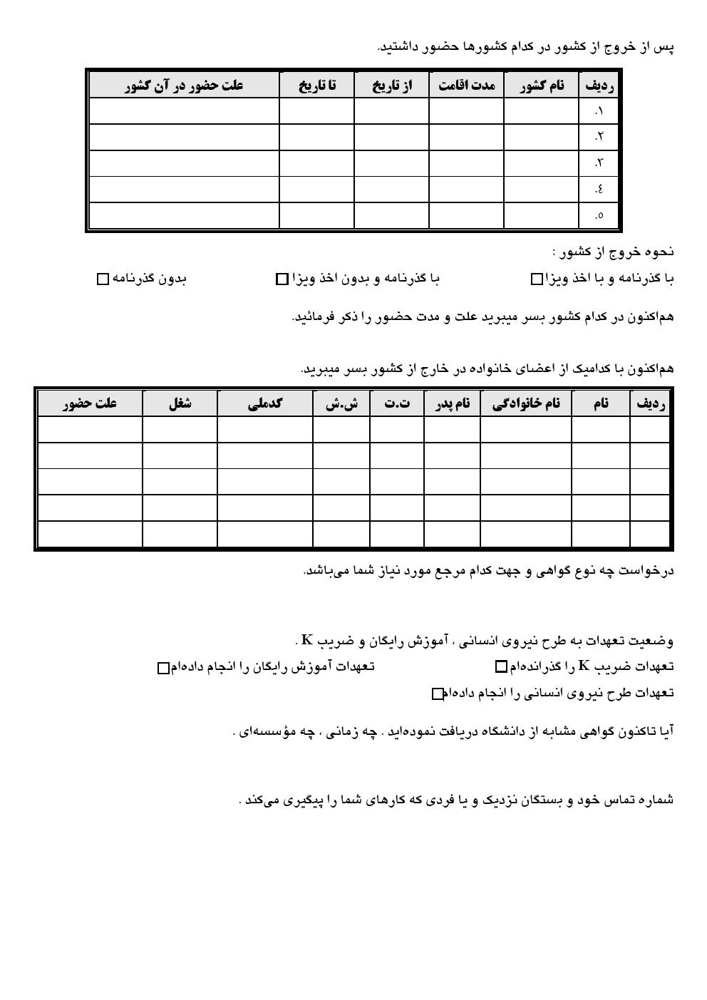 پس از خروج از کشور در کدام کشورها حضور داشتید.
ردیف نام کشور مدت اقامت از تاریخ تا تاریخ علت حضور در آن کشور
۱.
۲.
۳.
٤.
٥.
نحوه خروج از کشور :
با گذرنامه و با اخذ ویزا□ با گذرنامه و بدون اخذ ویزا □ بدون گذرنامه □
هم‌اکنون در کدام کشور بسر میبرید علت و مدت حضور را ذکر فرمائید.
هم‌اکنون با کدامیک از اعضای خانواده در خارج از کشور بسر میبرید.
ردیف نام نام خانوادگی نام پدر ت.ت ش.ش کدملی شغل علت حضور
درخواست چه نوع گواهی و جهت کدام مرجع مورد نیاز شما می‌باشد.
وضعیت تعهدات به طرح نیروی انسانی ، آموزش رایگان و ضریب K .
تعهدات ضریب K را گذرانده‌ام□ تعهدات آموزش رایگان را انجام داده‌ام□
تعهدات طرح نیروی انسانی را انجام داده‌ام□
آیا تاکنون گواهی مشابه از دانشگاه دریافت نموده‌اید . چه زمانی ، چه مؤسسه‌ای .
شماره تماس خود و بستگان نزدیک و یا فردی که کارهای شما را پیگیری می‌کند .